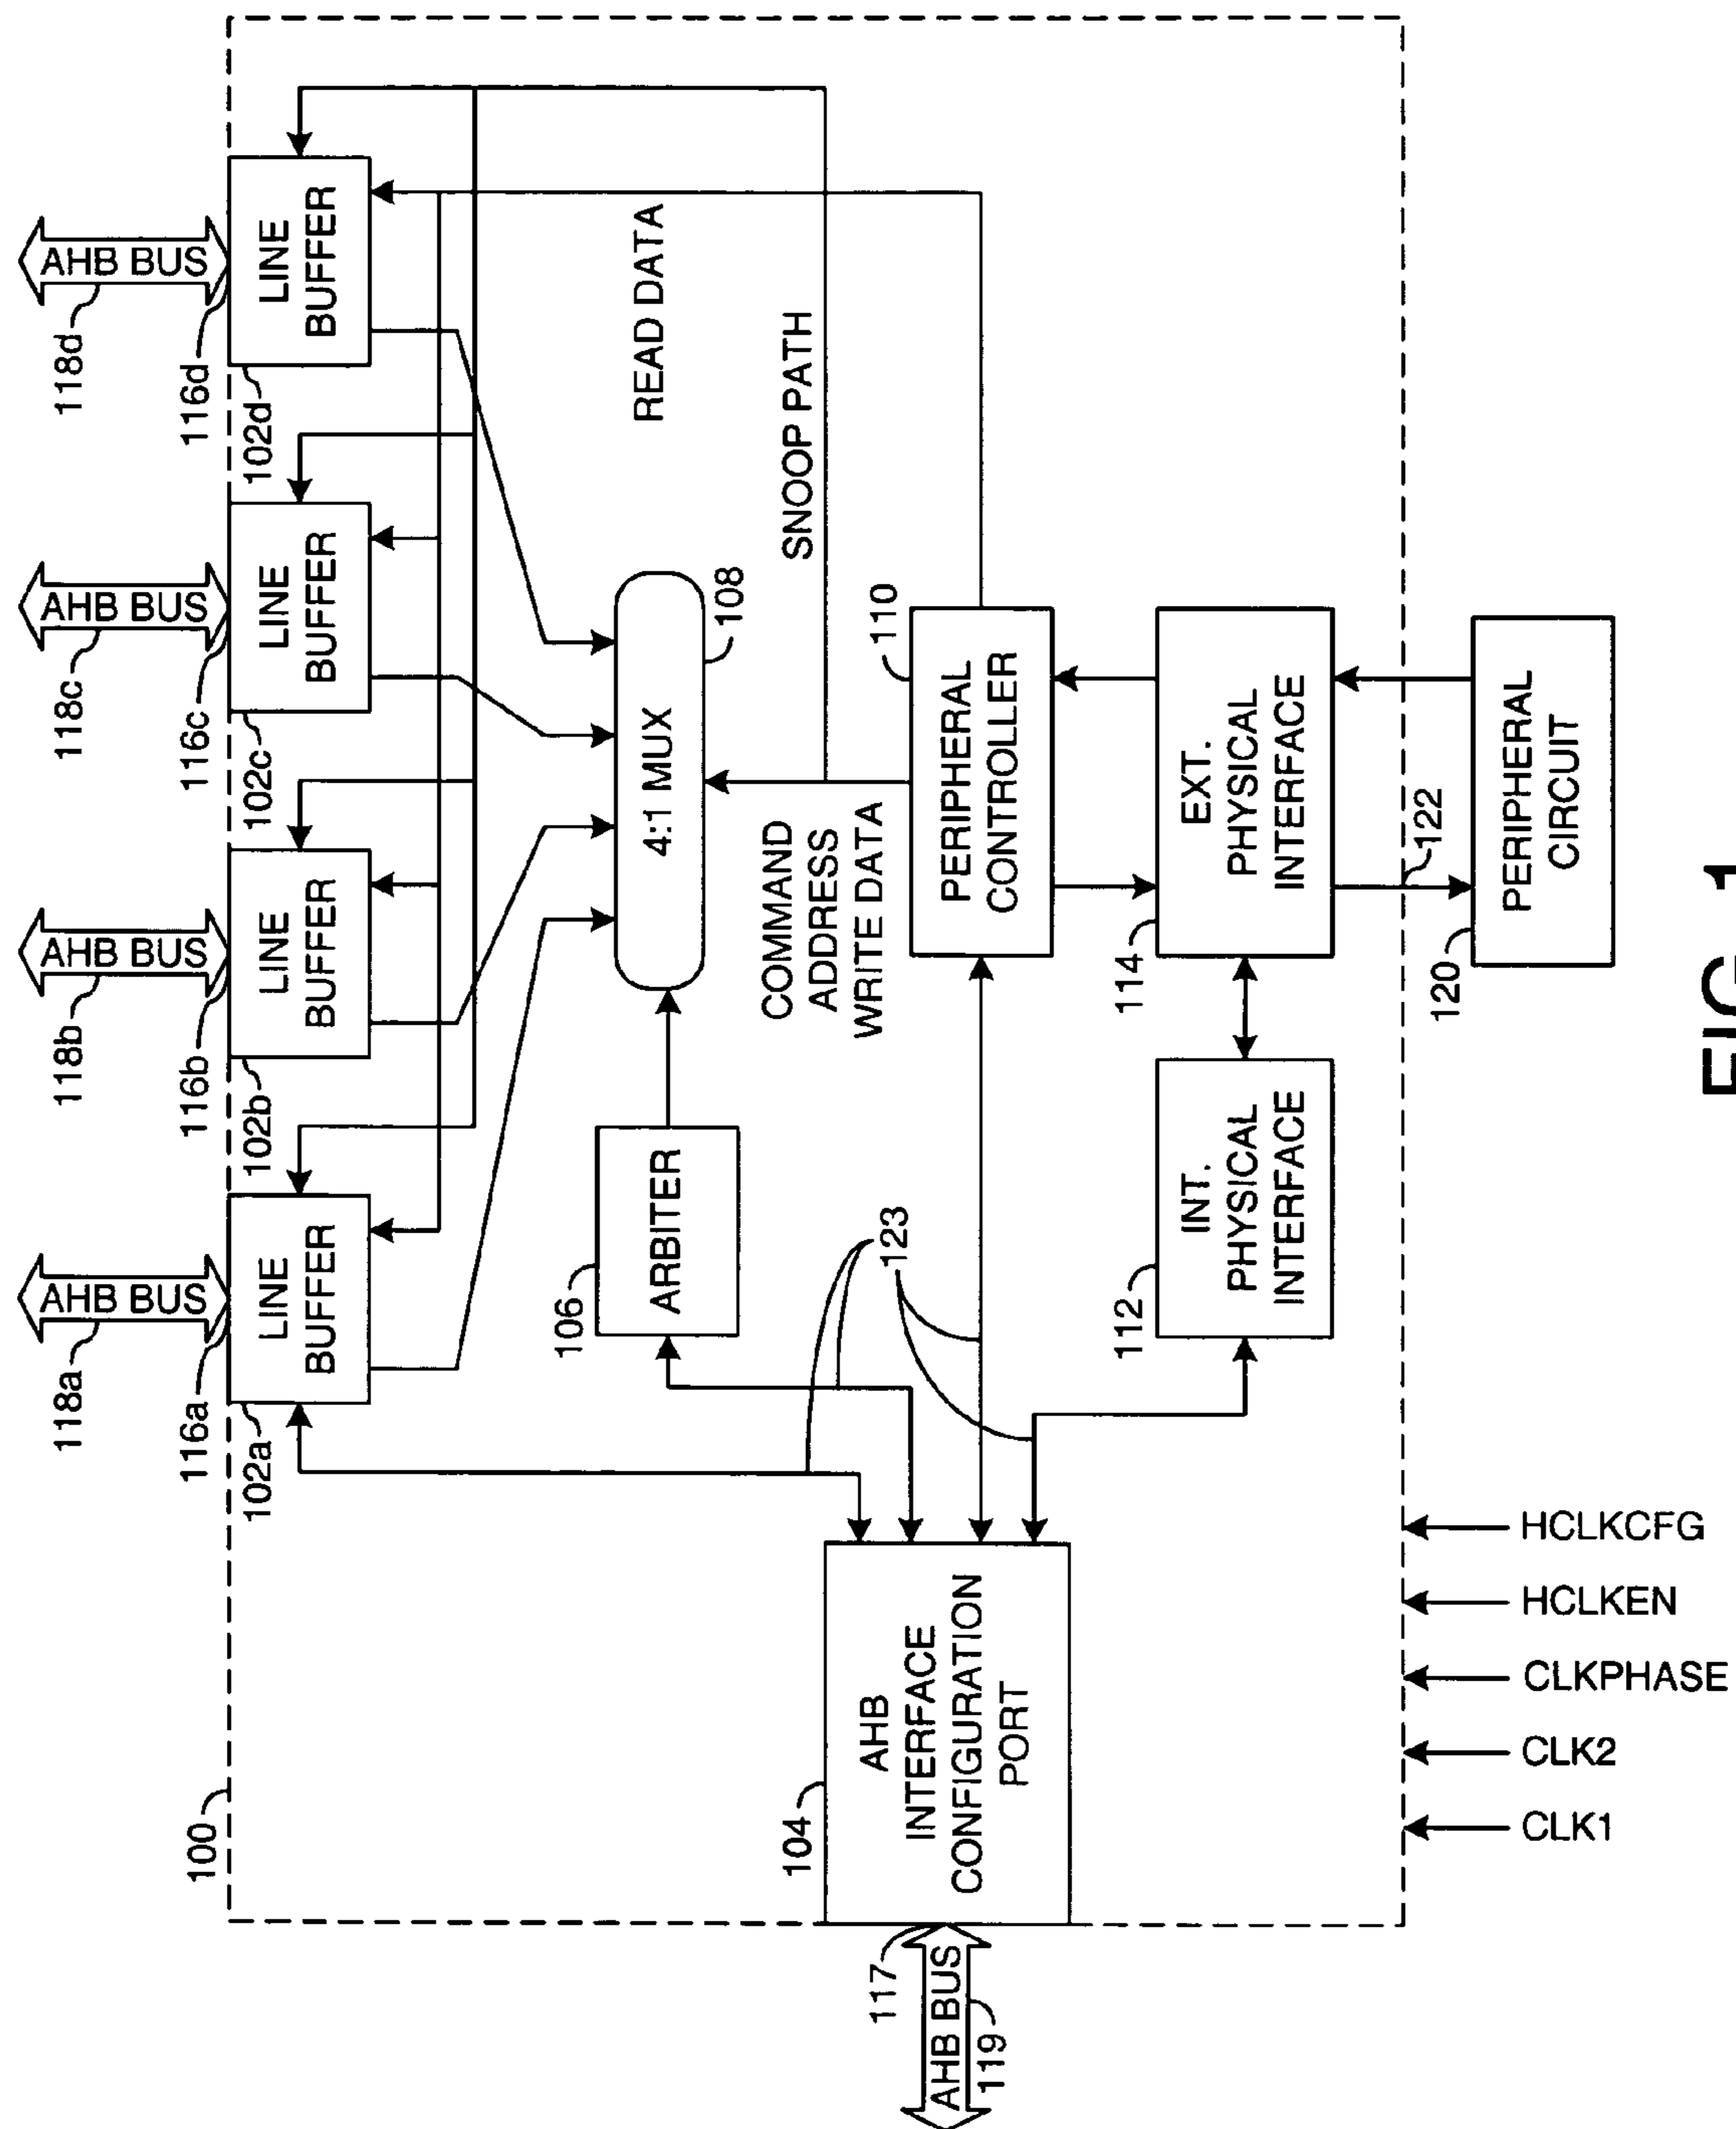 AHB BUS
AHB BUS
AHB BUS
AHB BUS
118a
118b
118c
118d
116a
116b
116c
116d
100
102a
102b
102c
102d
LINE
BUFFER
LINE
BUFFER
LINE
BUFFER
LINE
BUFFER
106
ARBITER
4:1 MUX
108
READ DATA
SNOOP PATH
COMMAND
ADDRESS
WRITE DATA
123
104
AHB
INTERFACE
CONFIGURATION
PORT
117
AHB BUS
119
110
PERIPHERAL
CONTROLLER
112
INT.
PHYSICAL
INTERFACE
114
EXT.
PHYSICAL
INTERFACE
122
120
PERIPHERAL
CIRCUIT
CLK1
CLK2
CLKPHASE
HCLKEN
HCLKCFG